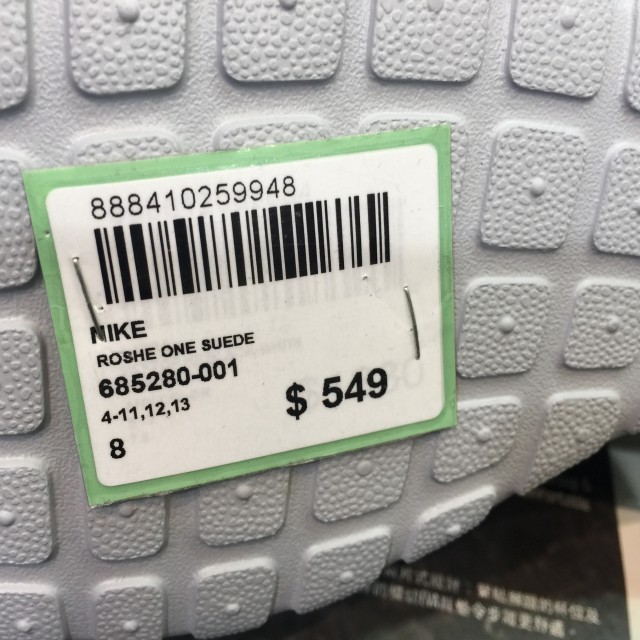 888410259948
NIKE
ROSHE ONE SUEDE
685280-001
4-11,12,13
$ 549
8